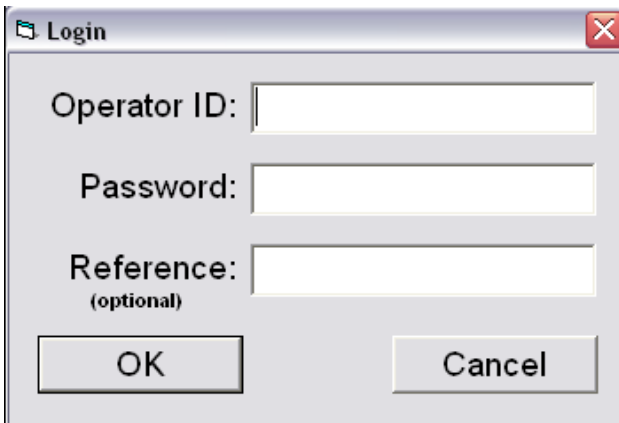 Login
Operator ID:
Password:
Reference:
(optional)
OK Cancel